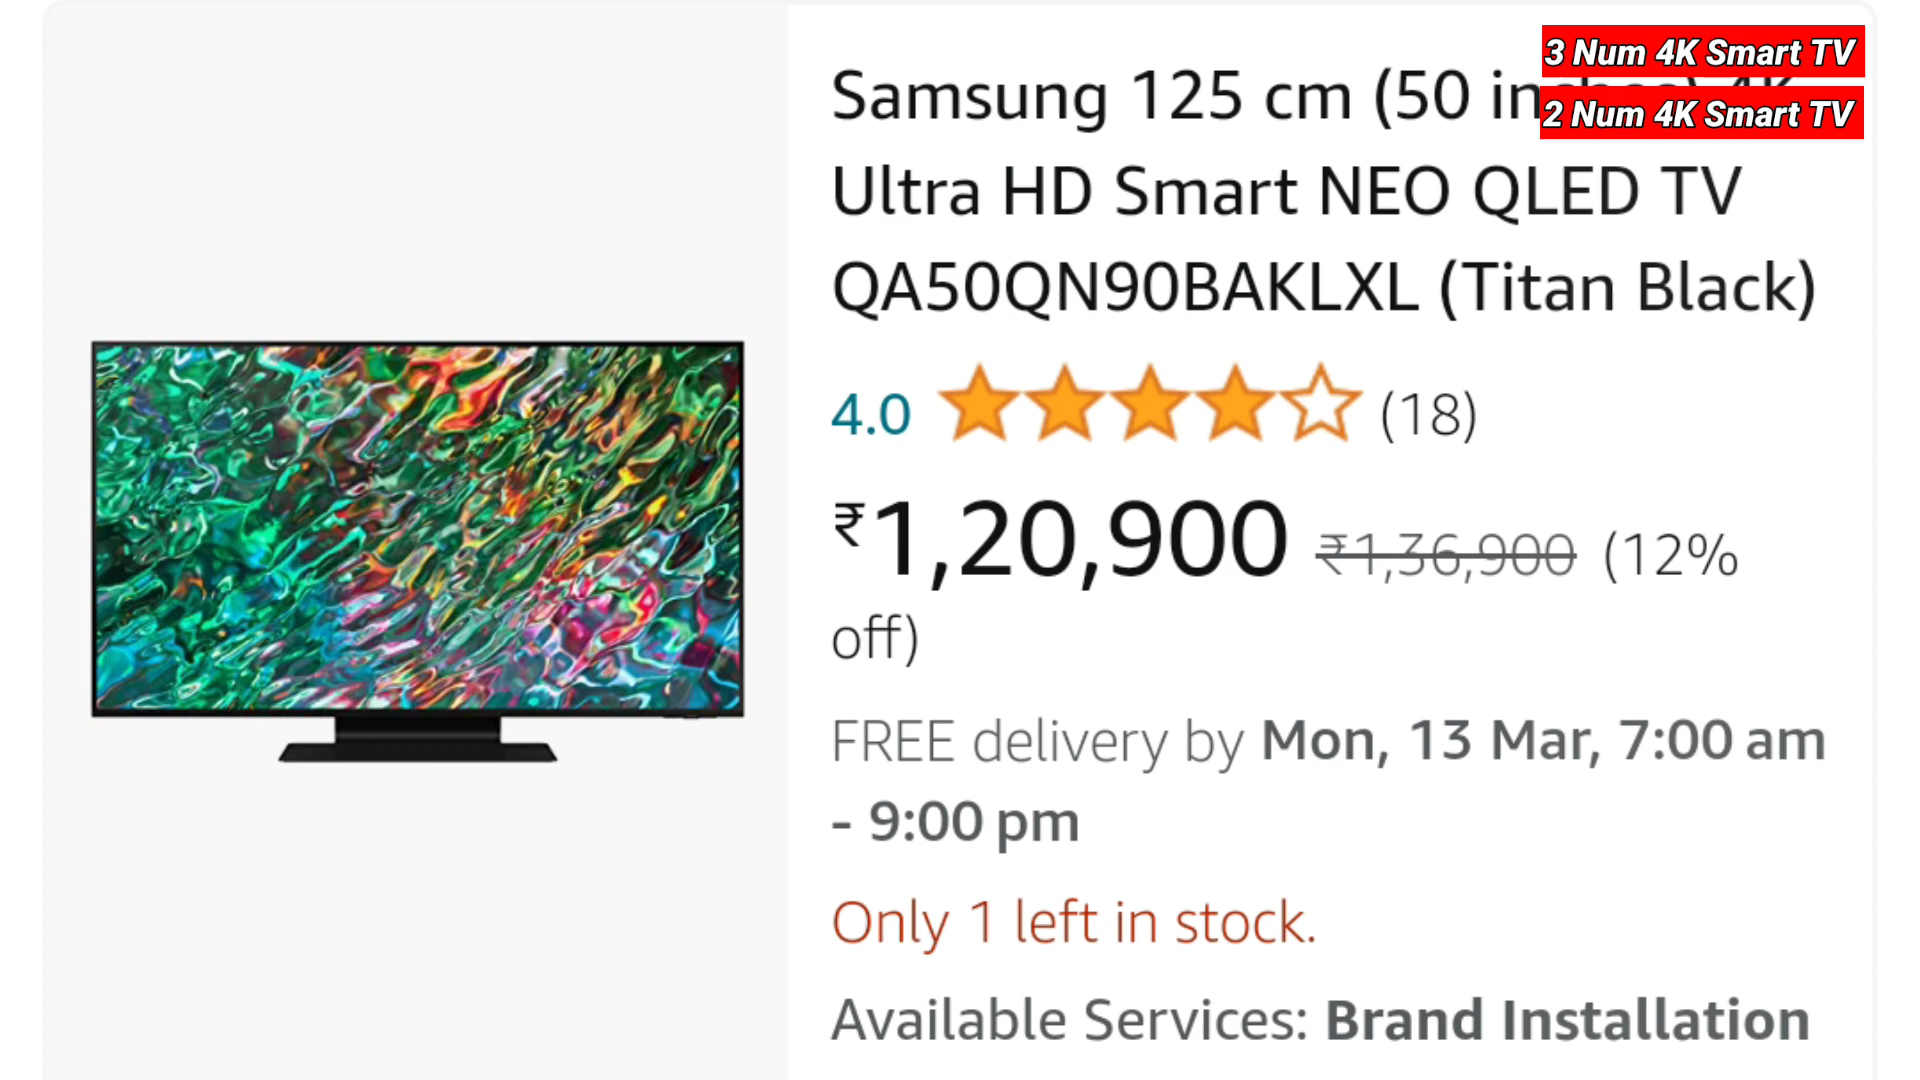 3 Num 4K Smart TV
Samsung 125 cm (50 in
2 Num 4K Smart TV
Ultra HD Smart NEO QLED TV
QA50QN90BAKLXL (Titan Black)
4.0 (18)
₹1,20,900 ₹1,36,900 (12%
off)
FREE delivery by Mon, 13 Mar, 7:00 am
- 9:00 pm
Only 1 left in stock.
Available Services: Brand Installation